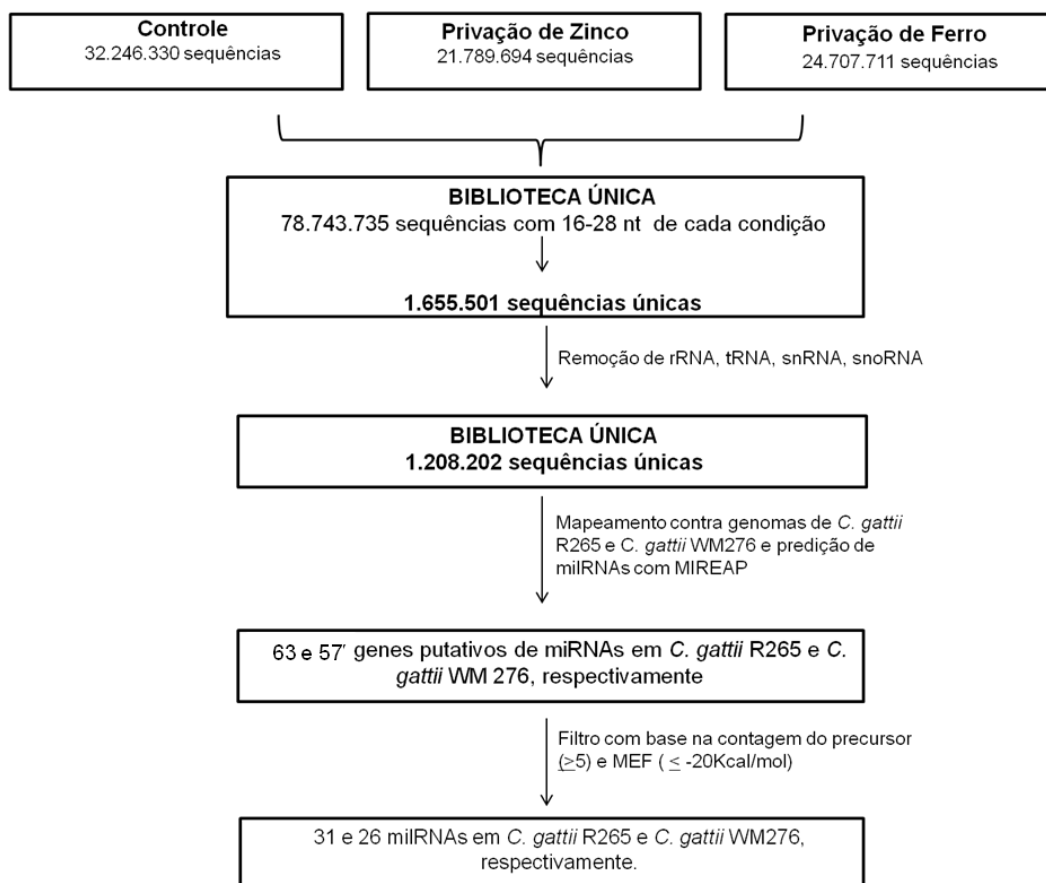 Controle
32.246.330 sequências
Privação de Zinco
21.789.694 sequências
Privação de Ferro
24.707.711 sequências
BIBLIOTECA ÚNICA
78.743.735 sequências com 16-28 nt de cada condição
1.655.501 sequências únicas
Remoção de rRNA, tRNA, snRNA, snoRNA
BIBLIOTECA ÚNICA
1.208.202 sequências únicas
Mapeamento contra genomas de C. gattii
R265 e C. gattii WM276 e predição de
milRNAs com MIREAP
63 e 57' genes putativos de miRNAs em C. gattii R265 e C.
gattii WM 276, respectivamente
Filtro com base na contagem do precursor
(≥5) e MEF ( ≤ -20Kcal/mol)
31 e 26 milRNAs em C. gattii R265 e C. gattii WM276,
respectivamente.